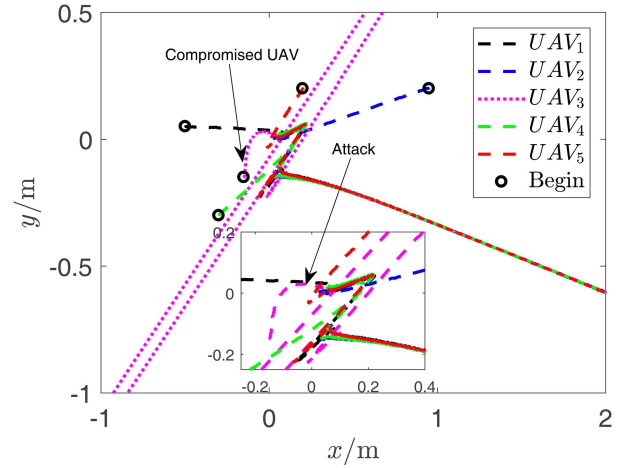 0.5
0
-0.5
-1
y/m
Compromised UAV
Attack
UAV₁
UAV₂
UAV₃
UAV₄
UAV₅
Begin
0.2
0
-0.2
-0.2
0
0.2
0.4
-1
0
1
2
x/m